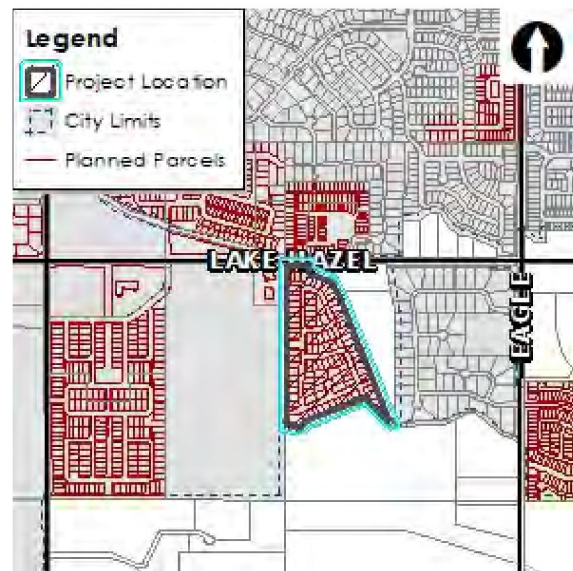 Legend
Project Location
City Limits
Planned Parcels
LAKE HAZEL
EAGLE